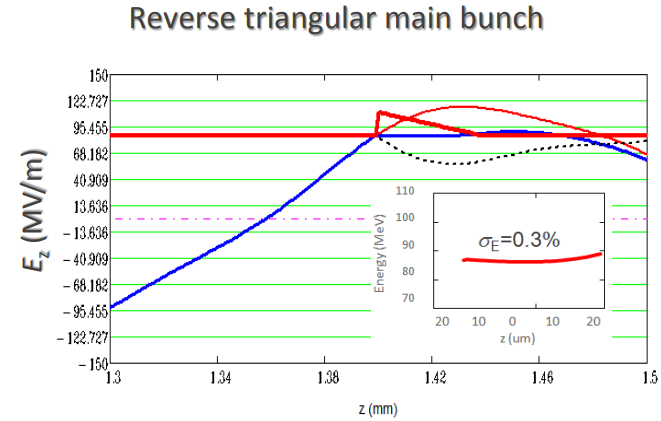 Reverse triangular main bunch
150
122.727
95.455
68.182
40.909
13.636
−13.636
−40.909
−68.182
−95.455
−122.727
−150
E_z (MV/m)
1.3 1.34 1.38 1.42 1.46 1.5
z (mm)
110
100
90
80
70
Energy (MeV)
σ_E=0.3%
20 10 0 10 20
z (um)